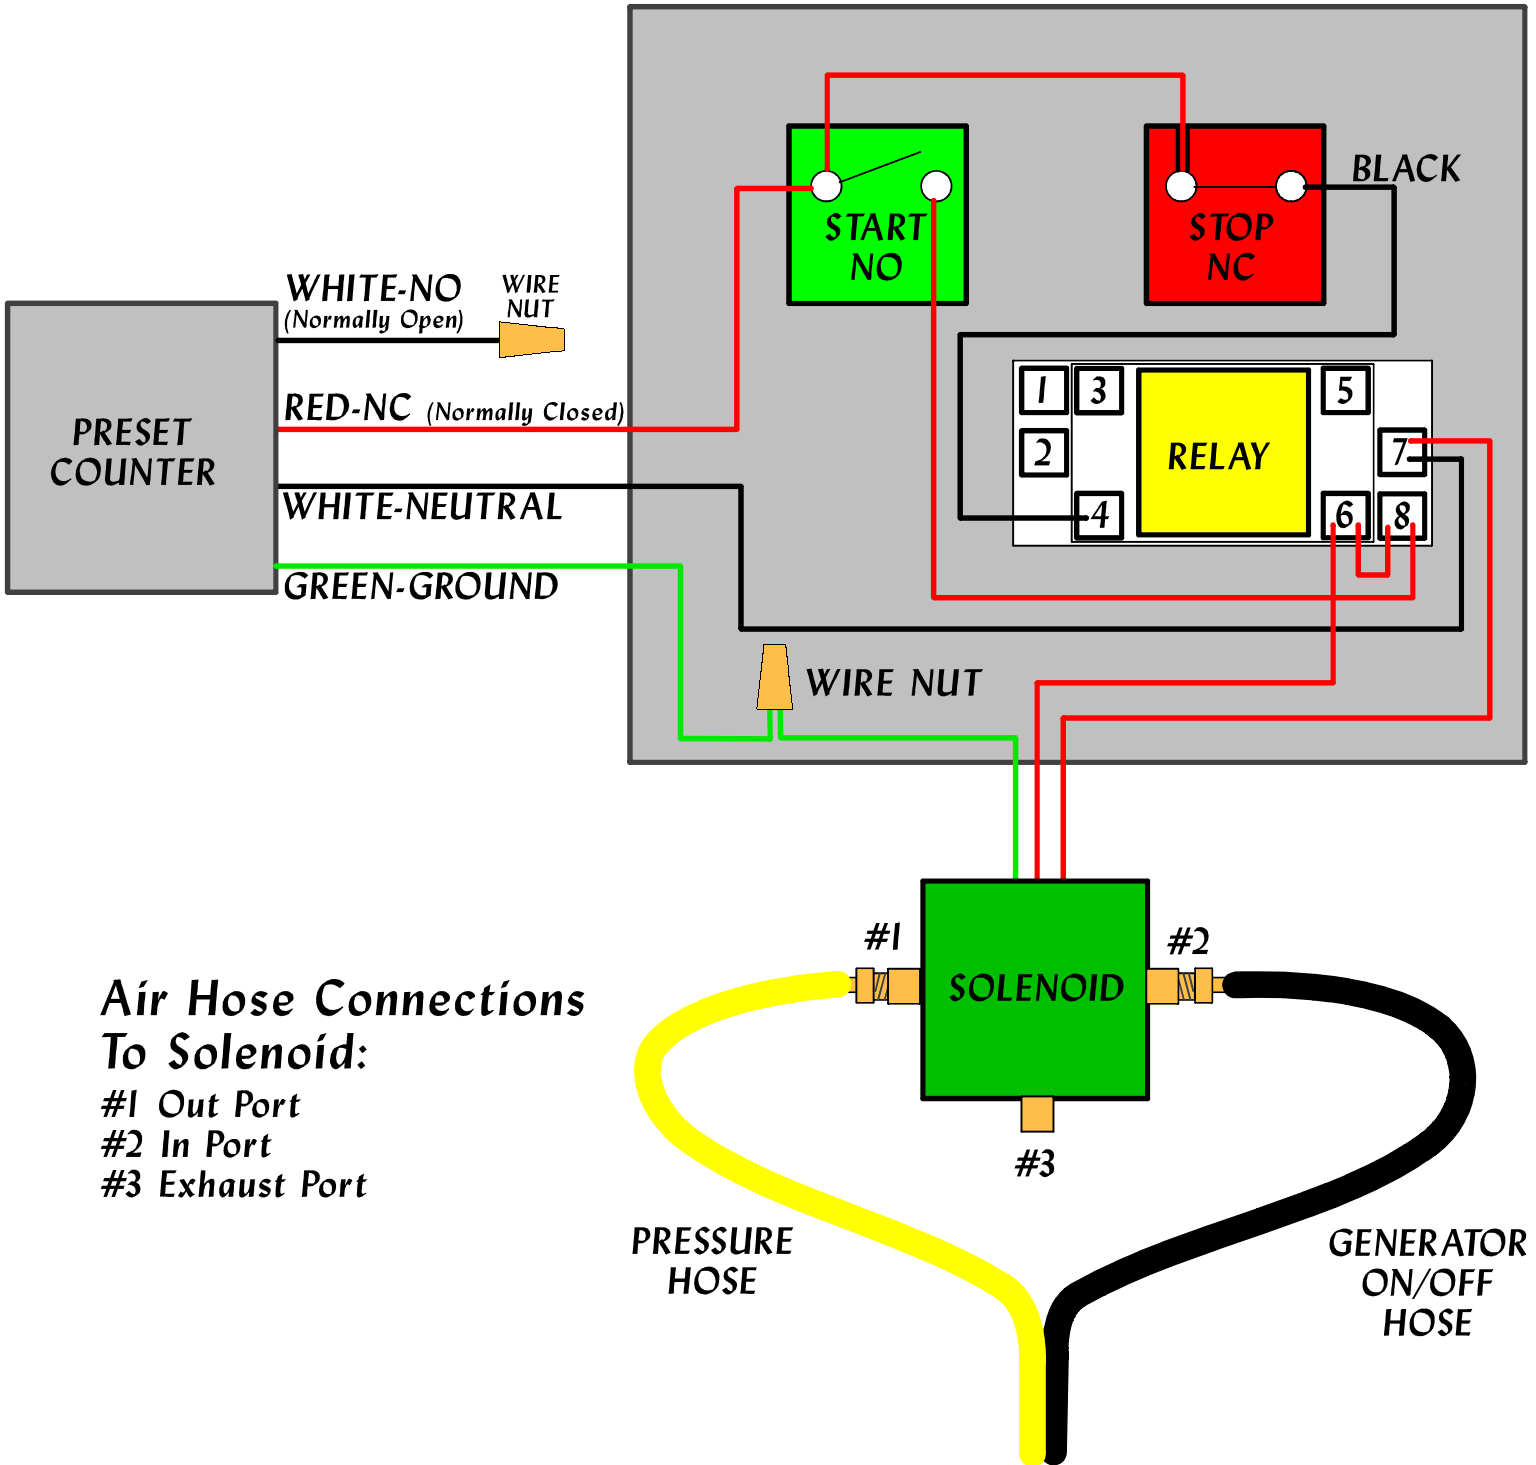 BLACK
START
NO
STOP
NC
WHITE-NO
(Normally Open)
WIRE
NUT
RED-NC (Normally Closed)
PRESET
COUNTER
WHITE-NEUTRAL
GREEN-GROUND
1
3
5
2
RELAY
7
4
6
8
WIRE NUT
#1
#2
SOLENOID
#3
Air Hose Connections
To Solenoid:
#1 Out Port
#2 In Port
#3 Exhaust Port
PRESSURE
HOSE
GENERATOR
ON/OFF
HOSE